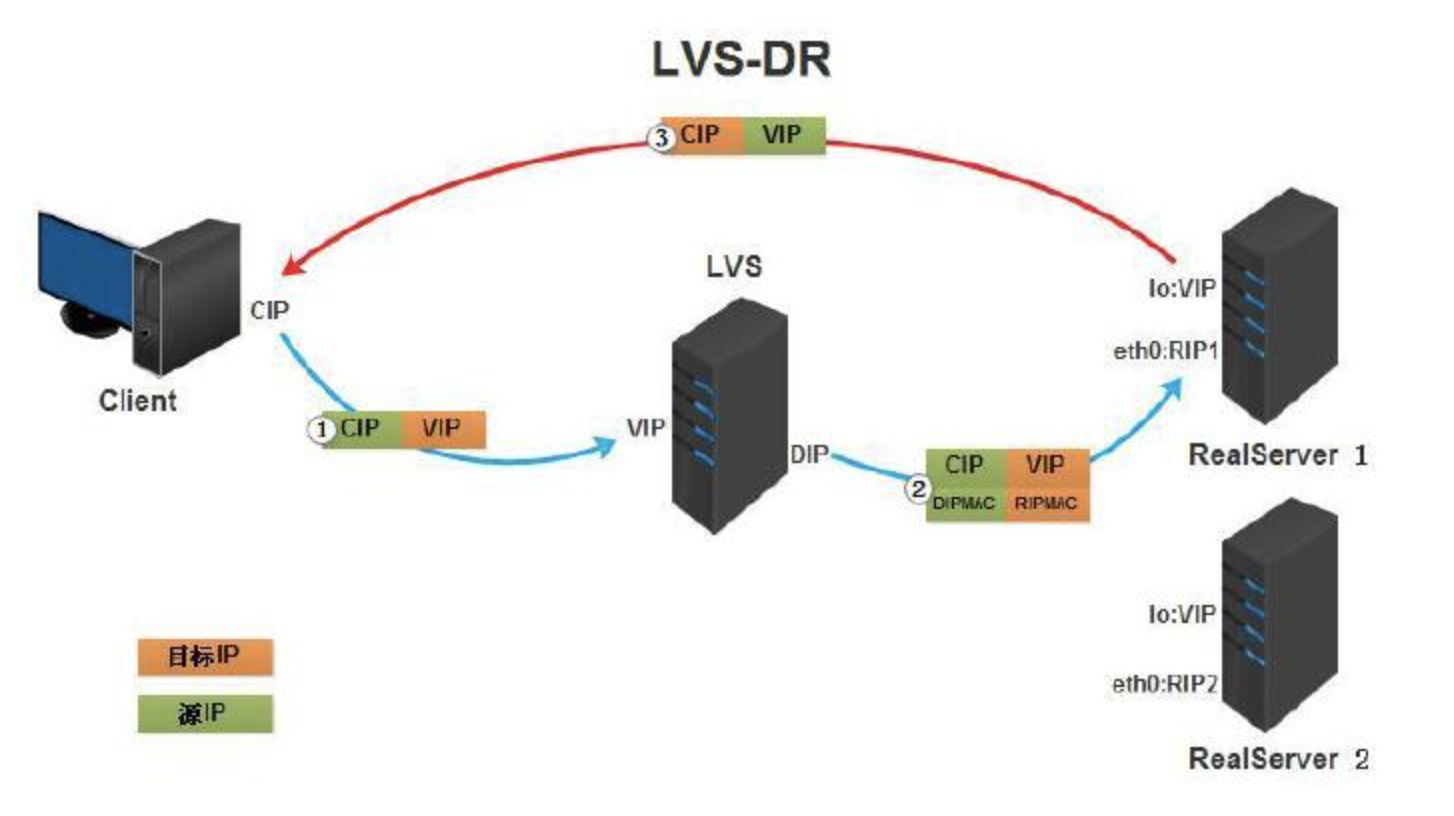 LVS-DR
③ CIP VIP
LVS
lo:VIP
CIP
eth0:RIP1
Client
① CIP VIP
VIP
DIP
RealServer 1
② CIP VIP
DIPMAC RIPMAC
lo:VIP
目标IP
eth0:RIP2
源IP
RealServer 2